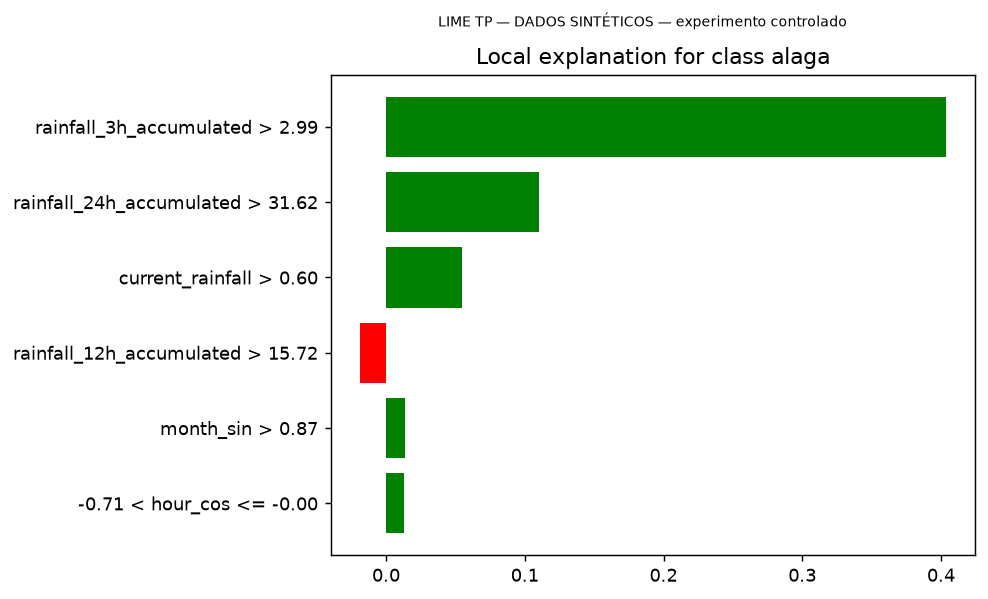 LIME TP — DADOS SINTÉTICOS — experimento controlado
Local explanation for class alaga
rainfall_3h_accumulated > 2.99
rainfall_24h_accumulated > 31.62
current_rainfall > 0.60
rainfall_12h_accumulated > 15.72
month_sin > 0.87
-0.71 < hour_cos <= -0.00
0.0 0.1 0.2 0.3 0.4